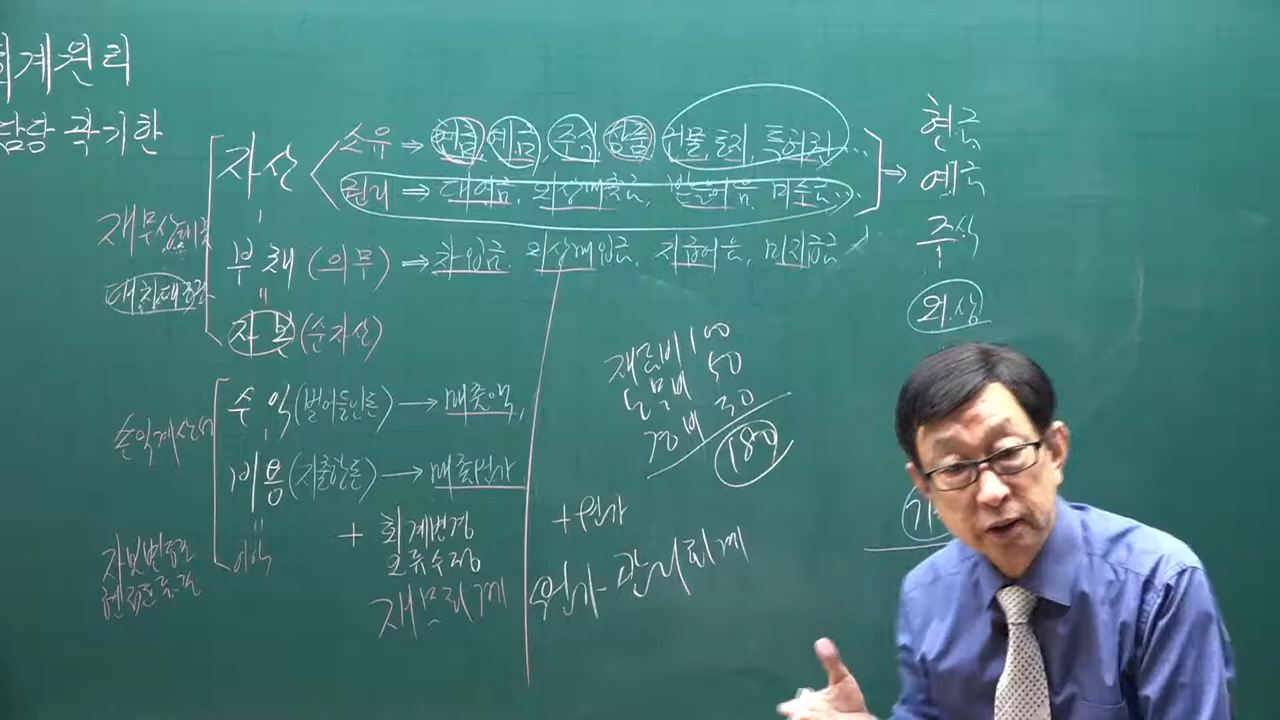 회계원리
담당 곽기한
자산 소유 ⇒ 현금, 예금, 주식, 상품, 건물, 토지, 특허권...
권리 ⇒ 대여금, 외상매출금, 받을어음, 미수금...
부채 (의무) ⇒ 차입금, 외상매입금, 지급어음, 미지급금
자본 (순자산)
재무상태표
수익 (벌어들인돈) → 매출액,
비용 (지출한돈) → 매출원가
이익
손익계산서
자본변동표
현금흐름표
+ 회계변경
오류수정
재무회계
재료비 100
노무비 50
경비 30
180
+ 원가
원가-관리회계
현금
예금
주식
외상